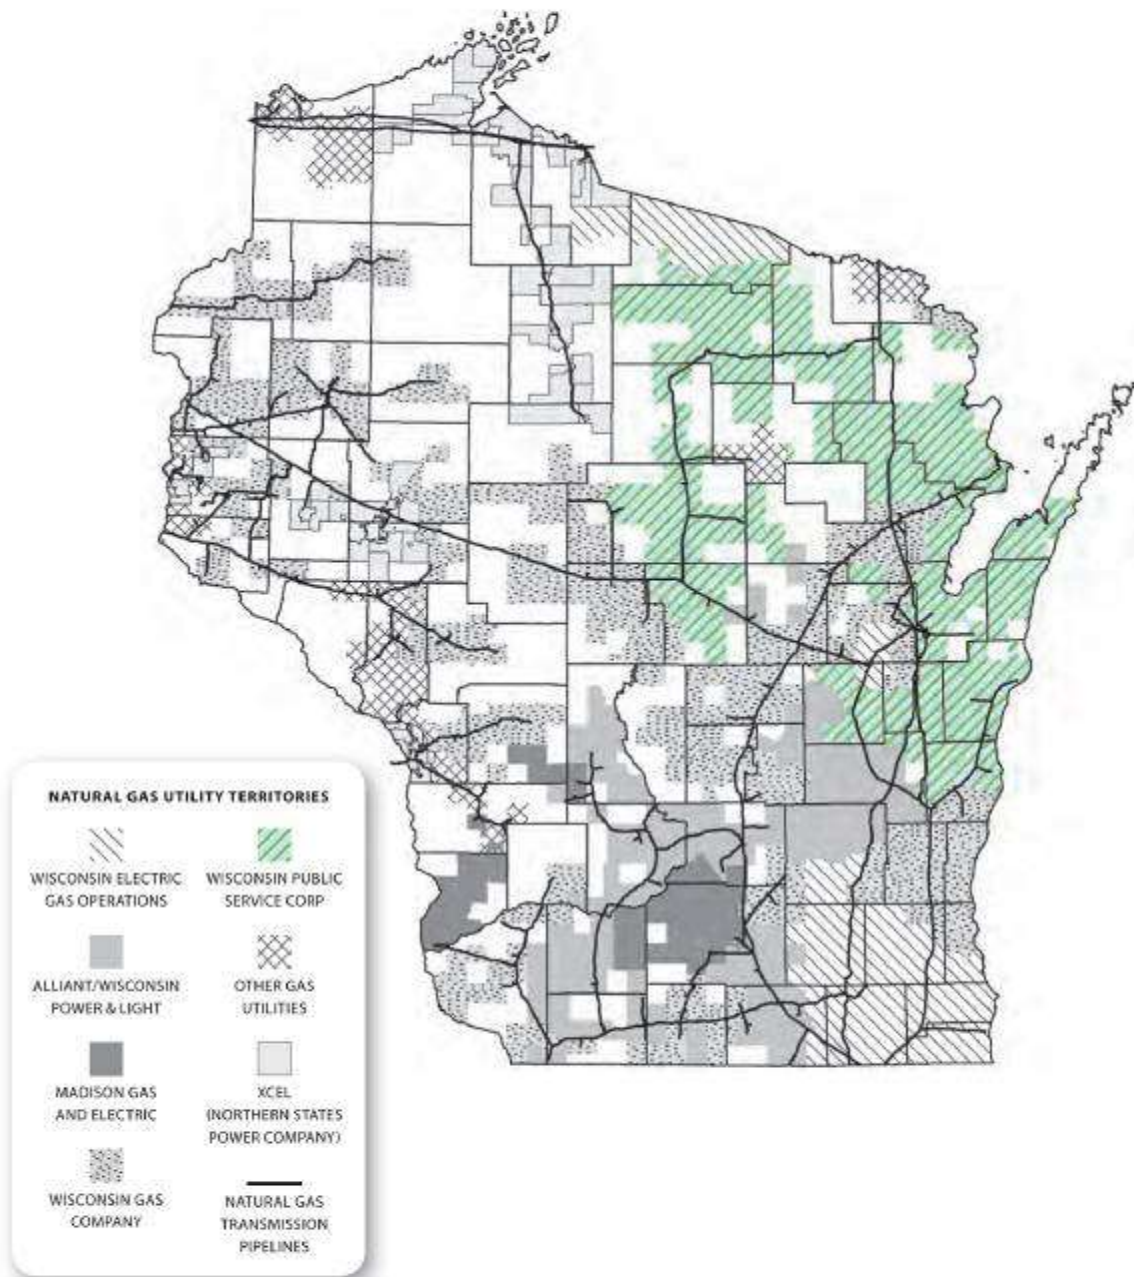 NATURAL GAS UTILITY TERRITORIES
WISCONSIN ELECTRIC
GAS OPERATIONS
WISCONSIN PUBLIC
SERVICE CORP
ALLIANT/WISCONSIN
POWER & LIGHT
OTHER GAS
UTILITIES
MADISON GAS
AND ELECTRIC
XCEL
(NORTHERN STATES
POWER COMPANY)
WISCONSIN GAS
COMPANY
NATURAL GAS
TRANSMISSION
PIPELINES